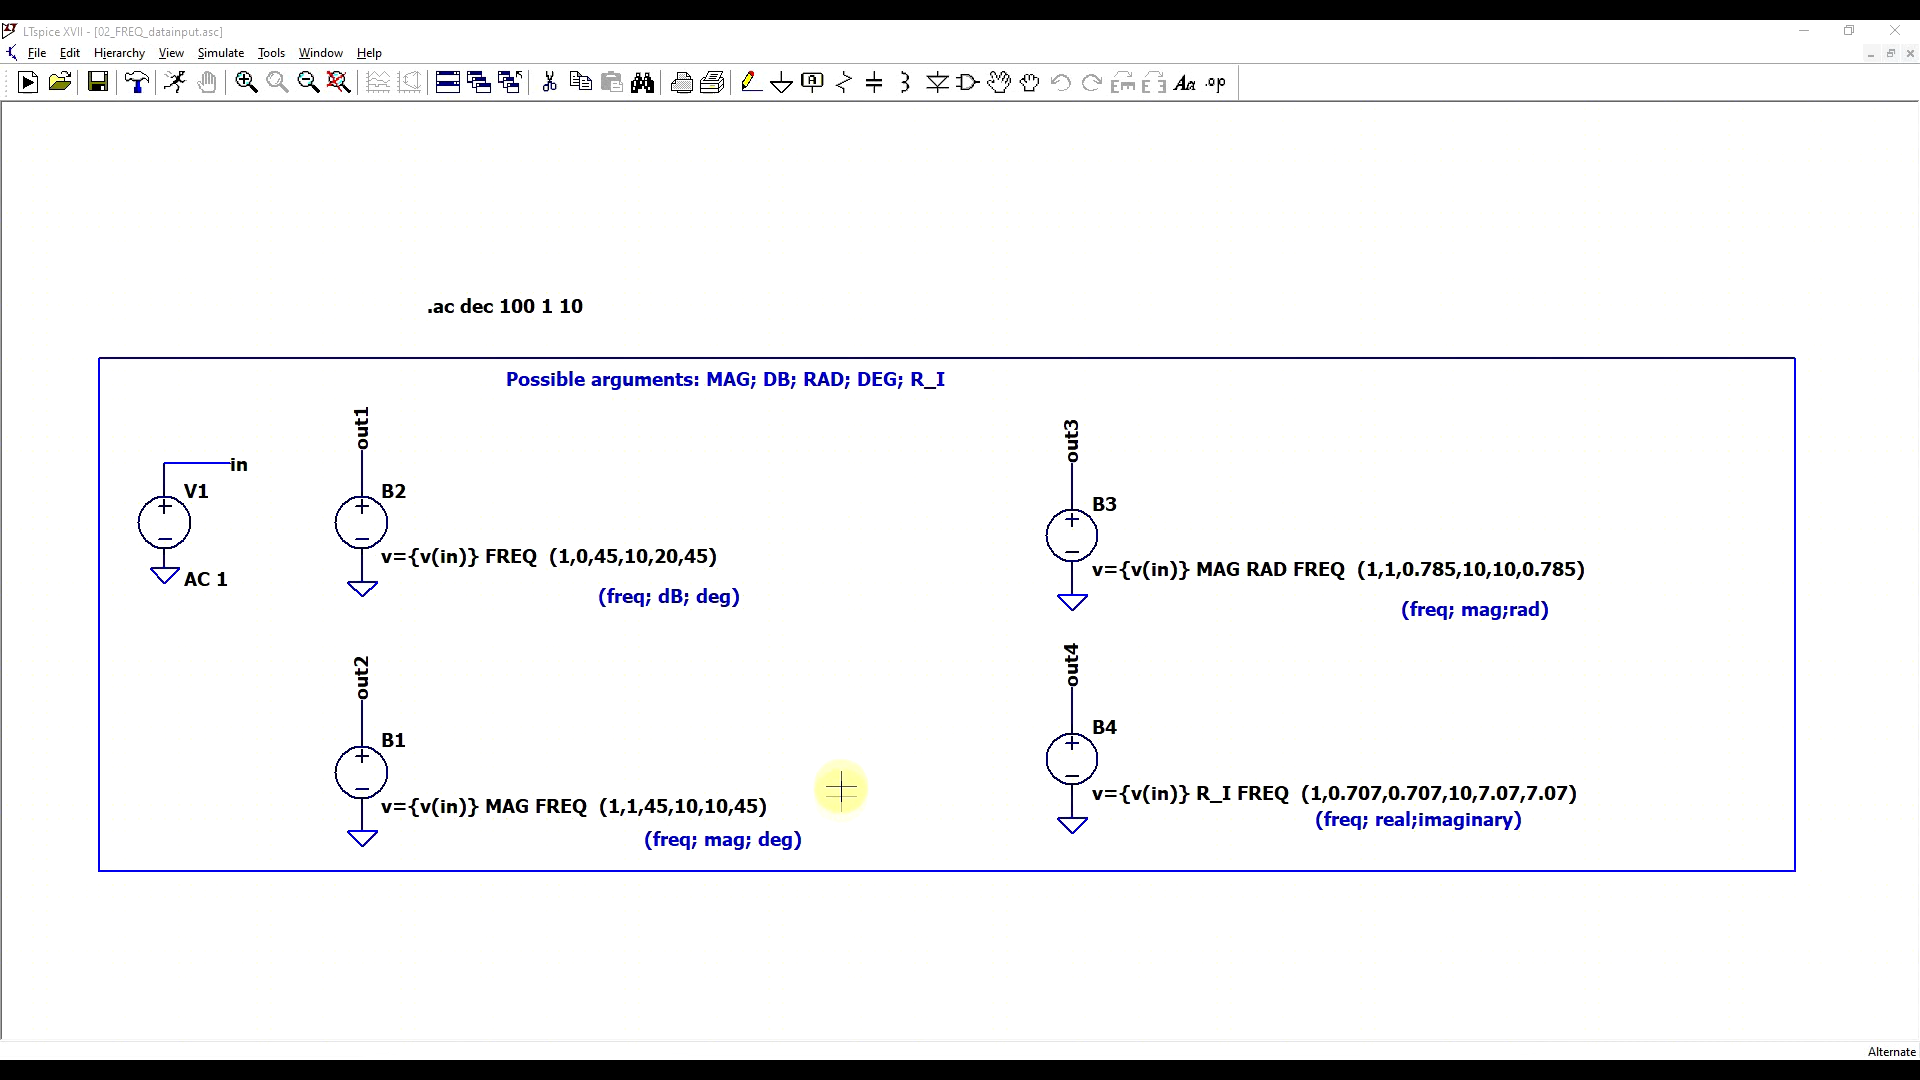 LTspice XVII - [02_FREQ_datainput.asc]
File Edit Hierarchy View Simulate Tools Window Help
.ac dec 100 1 10
Possible arguments: MAG; DB; RAD; DEG; R_I
in
V1
AC 1
out1
B2
v={v(in)} FREQ (1,0,45,10,20,45)
(freq; dB; deg)
out3
B3
v={v(in)} MAG RAD FREQ (1,1,0.785,10,10,0.785)
(freq; mag;rad)
out2
B1
v={v(in)} MAG FREQ (1,1,45,10,10,45)
(freq; mag; deg)
out4
B4
v={v(in)} R_I FREQ (1,0.707,0.707,10,7.07,7.07)
(freq; real;imaginary)
Alternate